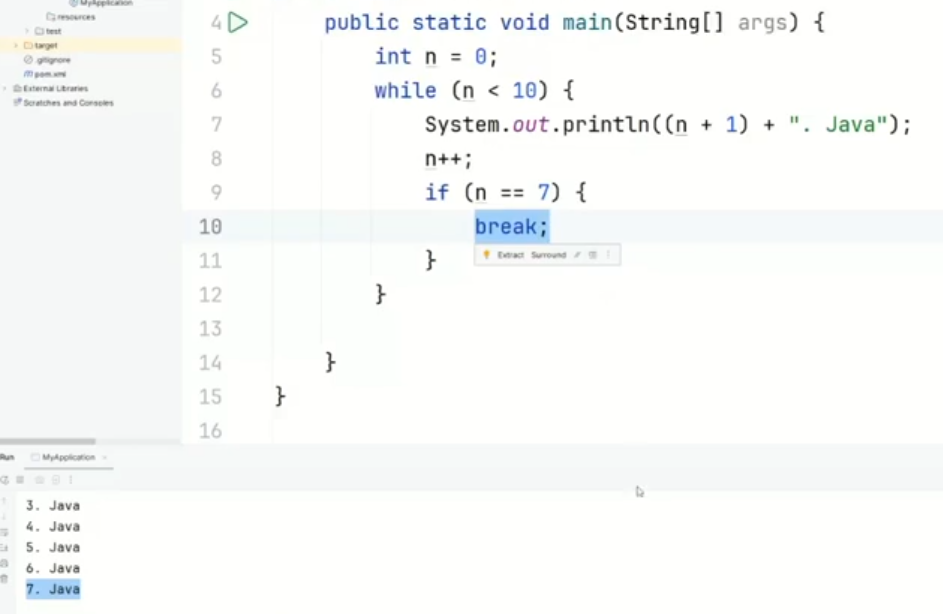 MyApplication
resources
test
target
.gitignore
pom.xml
External Libraries
Scratches and Consoles
4 public static void main(String[] args) {
5 int n = 0;
6 while (n < 10) {
7 System.out.println((n + 1) + ". Java");
8 n++;
9 if (n == 7) {
10 break;
Extract Surround
11 }
12 }
13
14 }
15 }
16
Run MyApplication
3. Java
4. Java
5. Java
6. Java
7. Java